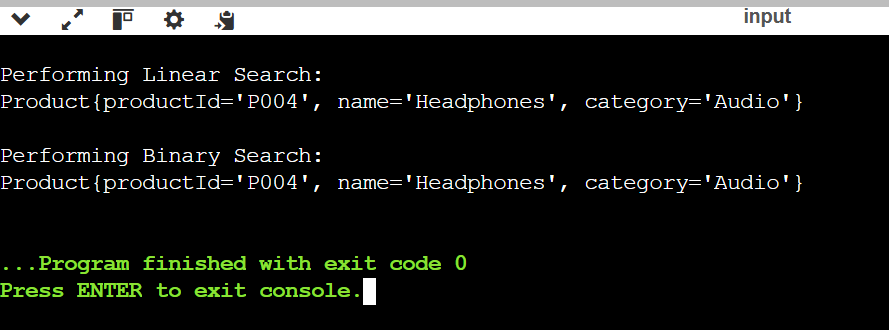 input
Performing Linear Search:
Product{productId='P004', name='Headphones', category='Audio'}
Performing Binary Search:
Product{productId='P004', name='Headphones', category='Audio'}
...Program finished with exit code 0
Press ENTER to exit console.